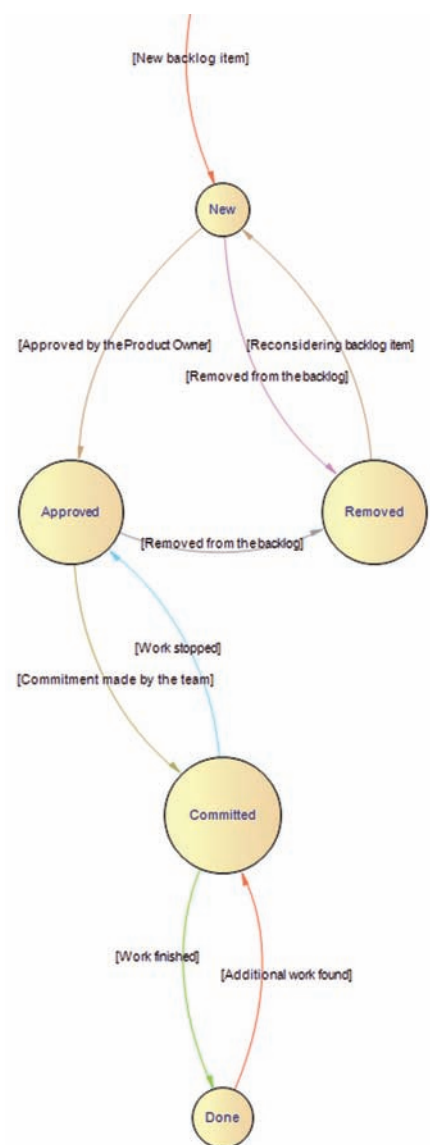 [New backlog item]
New
[Approved by the Product Owner]
[Reconsidering backlog item]
[Removed from the backlog]
Approved
Removed
[Removed from the backlog]
[Work stopped]
[Commitment made by the team]
Committed
[Work finished]
[Additional work found]
Done